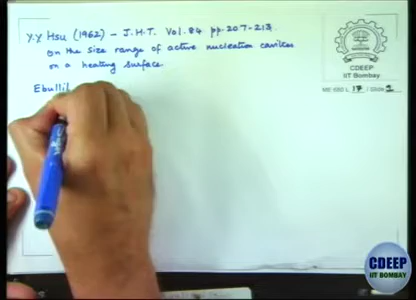 Y.Y Hsu (1962) - J.H.T. Vol. 84 pp. 207-213.
On the size range of active nucleation cavities
on a heating surface.
Ebulli
CDEEP
IIT Bombay
CDEEP
IIT BOMBAY